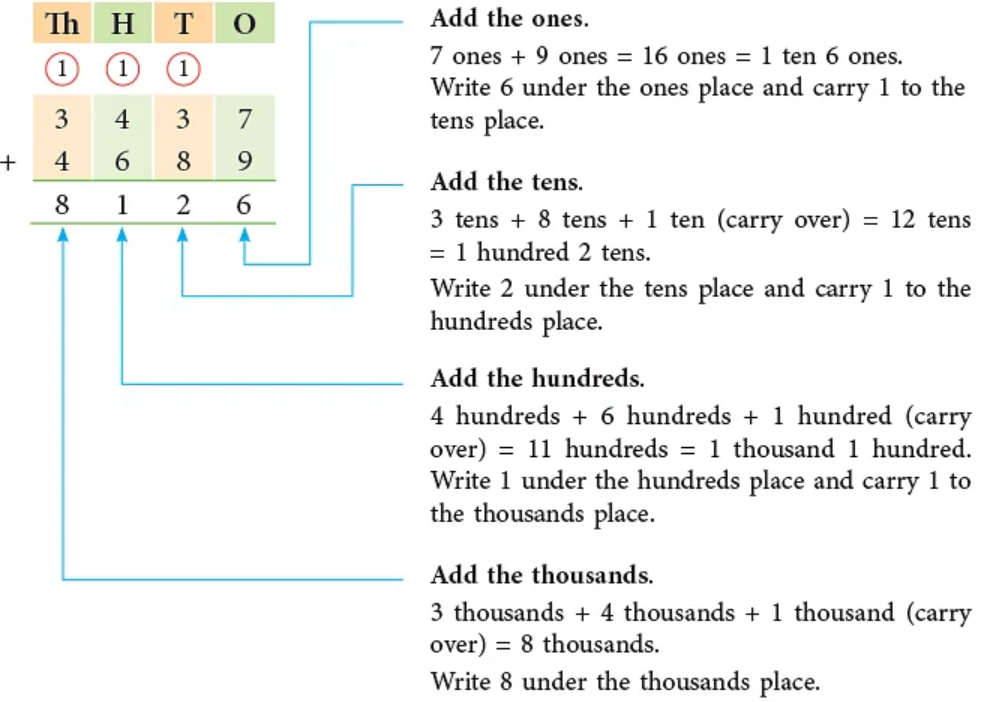 Th H T O
1 1 1
3 4 3 7
+ 4 6 8 9
8 1 2 6
Add the ones.
7 ones + 9 ones = 16 ones = 1 ten 6 ones.
Write 6 under the ones place and carry 1 to the
tens place.
Add the tens.
3 tens + 8 tens + 1 ten (carry over) = 12 tens
= 1 hundred 2 tens.
Write 2 under the tens place and carry 1 to the
hundreds place.
Add the hundreds.
4 hundreds + 6 hundreds + 1 hundred (carry
over) = 11 hundreds = 1 thousand 1 hundred.
Write 1 under the hundreds place and carry 1 to
the thousands place.
Add the thousands.
3 thousands + 4 thousands + 1 thousand (carry
over) = 8 thousands.
Write 8 under the thousands place.